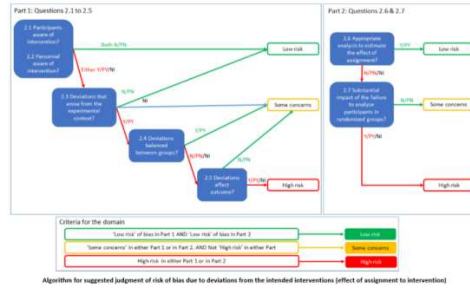 Part 1: Questions 2.1 to 2.5
2.1 Participants
aware of
intervention?
2.2 Personnel
aware of
intervention?
Both N/PN
Low risk
Either Y/PY/NI
N/PN
NI
2.3 Deviations that
arose from the
experimental
context?
Some concerns
Y/PY
Y/PY
2.4 Deviations
balanced
between groups?
N/PN
N/PN/NI
2.5 Deviations
affect
outcome?
Y/PY/NI
High risk
Part 2: Questions 2.6 & 2.7
2.6 Appropriate
analysis to estimate
the effect of
assignment?
Y/PY
Low risk
N/PN/NI
2.7 Substantial
impact of the failure
to analyse
participants in
randomized groups?
N/PN
Some concerns
Y/PY/NI
High risk
Criteria for the domain
'Low risk' of bias in Part 1 AND 'Low risk' of bias in Part 2
Low risk
'Some concerns' in either Part 1 or in Part 2, AND Not 'High risk' in either Part
Some concerns
High risk in either Part 1 or in Part 2
High risk
Algorithm for suggested judgment of risk of bias due to deviations from the intended interventions (effect of assignment to intervention)